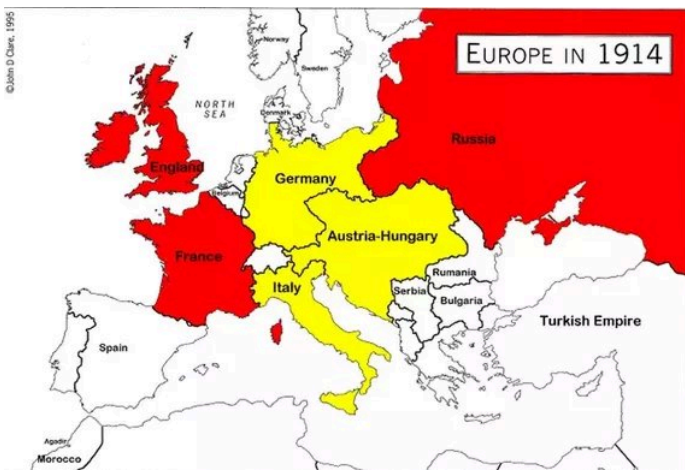 ©John D Clare, 1995
EUROPE IN 1914
Norway
Sweden
NORTH
SEA
Denmark
Russia
England
Germany
Belgium
Austria-Hungary
France
Italy
Rumania
Serbia
Bulgaria
Turkish Empire
Spain
Agadir
Morocco